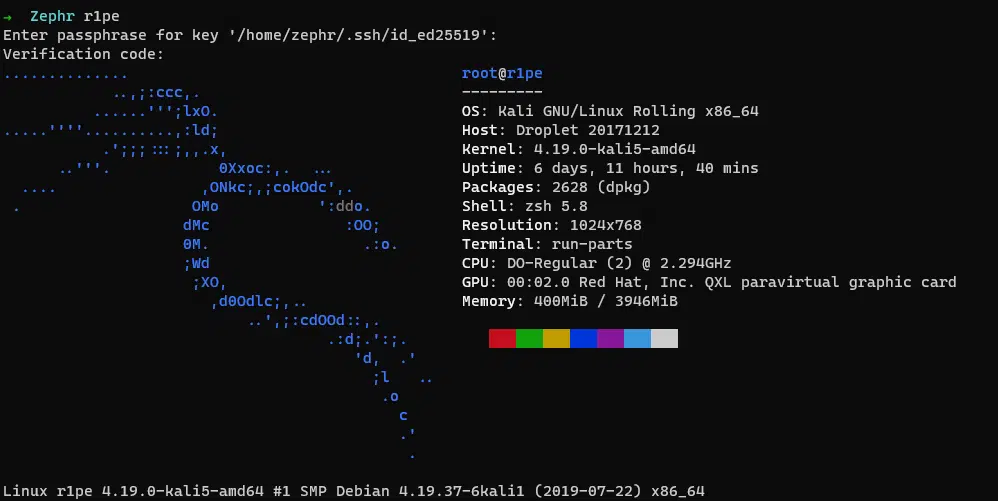 → Zephr r1pe
Enter passphrase for key '/home/zephr/.ssh/id_ed25519':
Verification code:
..............
..,;:ccc,.
......''';lxO.
.....''''..........,:ld;
.';;;:::;,,.x,
..'''. 0Xxoc:,. ...
.... ,ONkc;,;cokOdc',.
. OMo ':ddo.
dMc :OO;
0M. .:o.
;Wd
;XO,
,d0Odlc;,..
..',;:cdOOd::,.
.:d;.':;.
'd, .'
;l ..
.o
c
.'
.
root@r1pe
---------
OS: Kali GNU/Linux Rolling x86_64
Host: Droplet 20171212
Kernel: 4.19.0-kali5-amd64
Uptime: 6 days, 11 hours, 40 mins
Packages: 2628 (dpkg)
Shell: zsh 5.8
Resolution: 1024x768
Terminal: run-parts
CPU: DO-Regular (2) @ 2.294GHz
GPU: 00:02.0 Red Hat, Inc. QXL paravirtual graphic card
Memory: 400MiB / 3946MiB
Linux r1pe 4.19.0-kali5-amd64 #1 SMP Debian 4.19.37-6kali1 (2019-07-22) x86_64